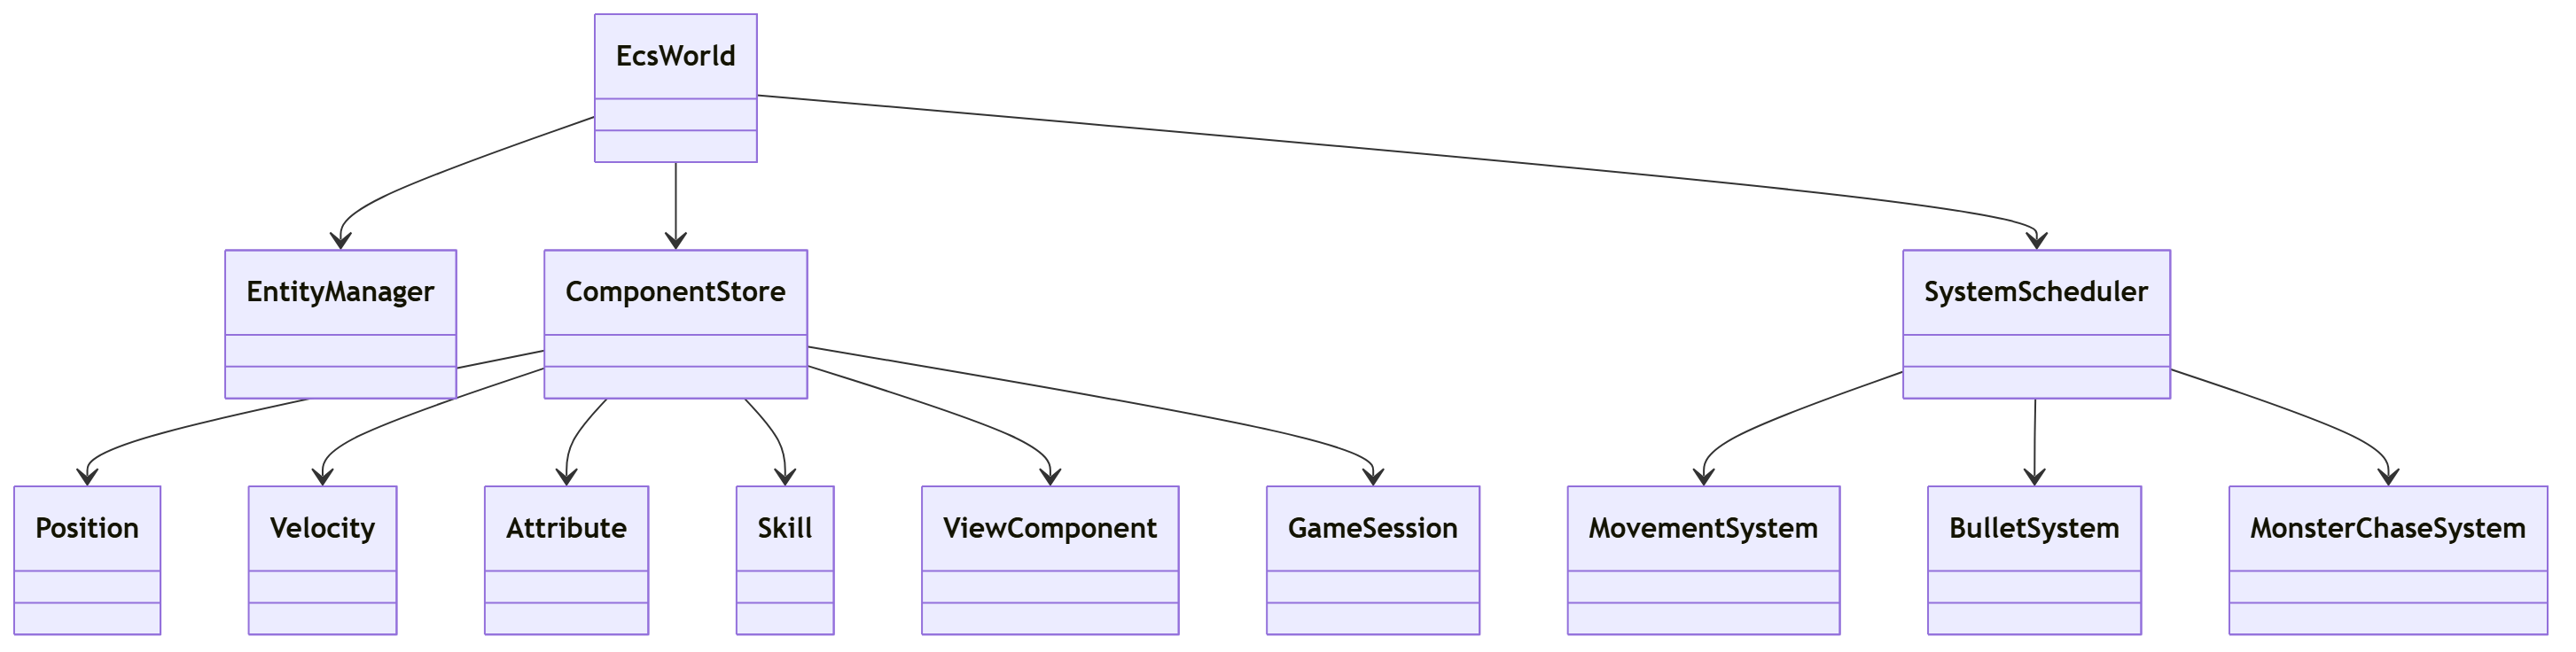 EcsWorld
EntityManager
ComponentStore
SystemScheduler
Position
Velocity
Attribute
Skill
ViewComponent
GameSession
MovementSystem
BulletSystem
MonsterChaseSystem